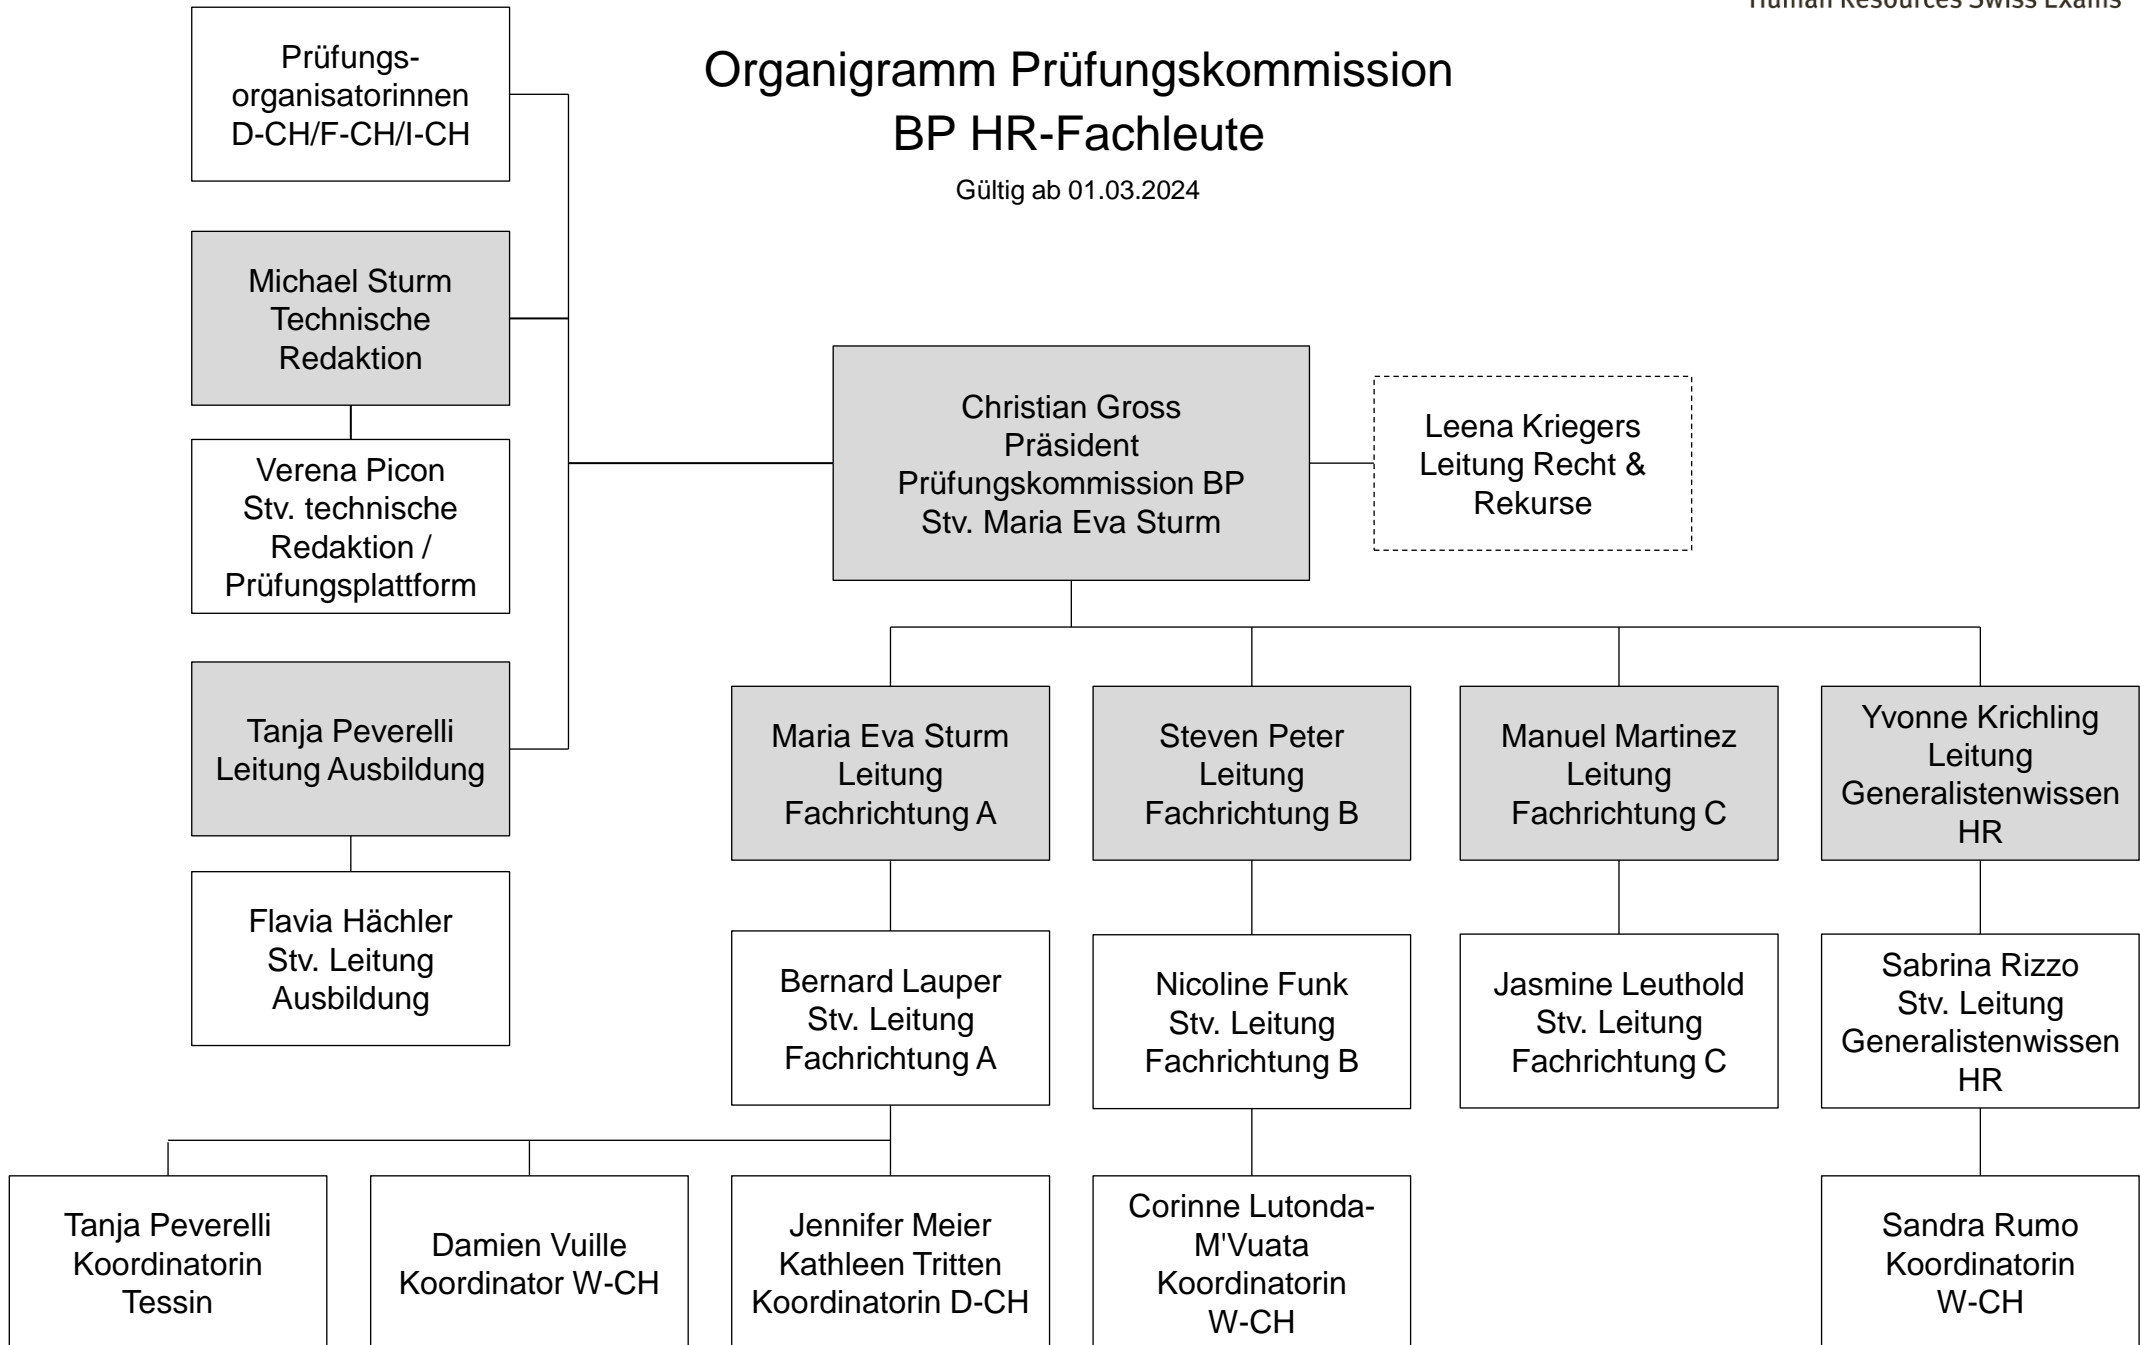 Human Resources Swiss Exams
Organigramm Prüfungskommission
BP HR-Fachleute
Gültig ab 01.03.2024
Prüfungs-
organisatorinnen
D-CH/F-CH/I-CH
Michael Sturm
Technische
Redaktion
Verena Picon
Stv. technische
Redaktion /
Prüfungsplattform
Christian Gross
Präsident
Prüfungskommission BP
Stv. Maria Eva Sturm
Leena Kriegers
Leitung Recht &
Rekurse
Tanja Peverelli
Leitung Ausbildung
Flavia Hächler
Stv. Leitung
Ausbildung
Maria Eva Sturm
Leitung
Fachrichtung A
Steven Peter
Leitung
Fachrichtung B
Manuel Martinez
Leitung
Fachrichtung C
Yvonne Krichling
Leitung
Generalistenwissen
HR
Bernard Lauper
Stv. Leitung
Fachrichtung A
Nicoline Funk
Stv. Leitung
Fachrichtung B
Jasmine Leuthold
Stv. Leitung
Fachrichtung C
Sabrina Rizzo
Stv. Leitung
Generalistenwissen
HR
Tanja Peverelli
Koordinatorin
Tessin
Damien Vuille
Koordinator W-CH
Jennifer Meier
Kathleen Tritten
Koordinatorin D-CH
Corinne Lutonda-
M'Vuata
Koordinatorin
W-CH
Sandra Rumo
Koordinatorin
W-CH